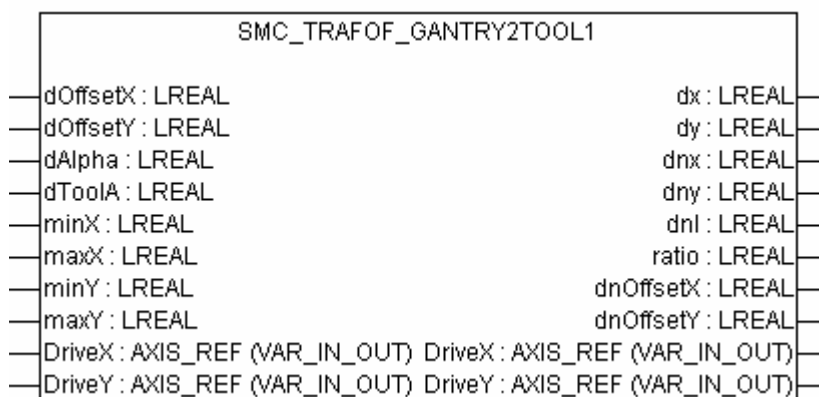 SMC_TRAFOF_GANTRY2TOOL1
dOffsetX : LREAL dx : LREAL
dOffsetY : LREAL dy : LREAL
dAlpha : LREAL dnx : LREAL
dToolA : LREAL dny : LREAL
minX : LREAL dnl : LREAL
maxX : LREAL ratio : LREAL
minY : LREAL dnOffsetX : LREAL
maxY : LREAL dnOffsetY : LREAL
DriveX : AXIS_REF (VAR_IN_OUT) DriveX : AXIS_REF (VAR_IN_OUT)
DriveY : AXIS_REF (VAR_IN_OUT) DriveY : AXIS_REF (VAR_IN_OUT)